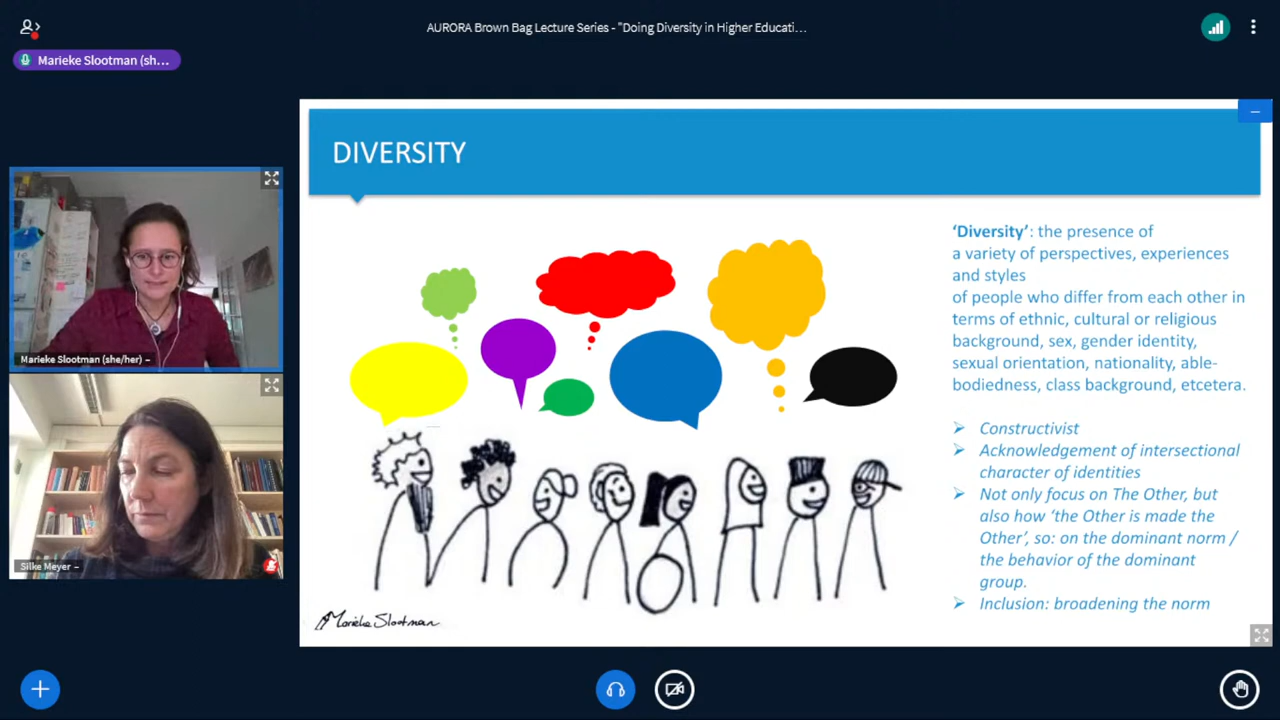 AURORA Brown Bag Lecture Series - "Doing Diversity in Higher Educati...
Marieke Slootman (sh...
Marieke Slootman (she/her) –
Silke Meyer –
DIVERSITY
‘Diversity’: the presence of
a variety of perspectives, experiences
and styles
of people who differ from each other in
terms of ethnic, cultural or religious
background, sex, gender identity,
sexual orientation, nationality, able-
bodiedness, class background, etcetera.
Constructivist
Acknowledgement of intersectional
character of identities
Not only focus on The Other, but
also how ‘the Other is made the
Other’, so: on the dominant norm /
the behavior of the dominant
group.
Inclusion: broadening the norm
Marieke Slootman